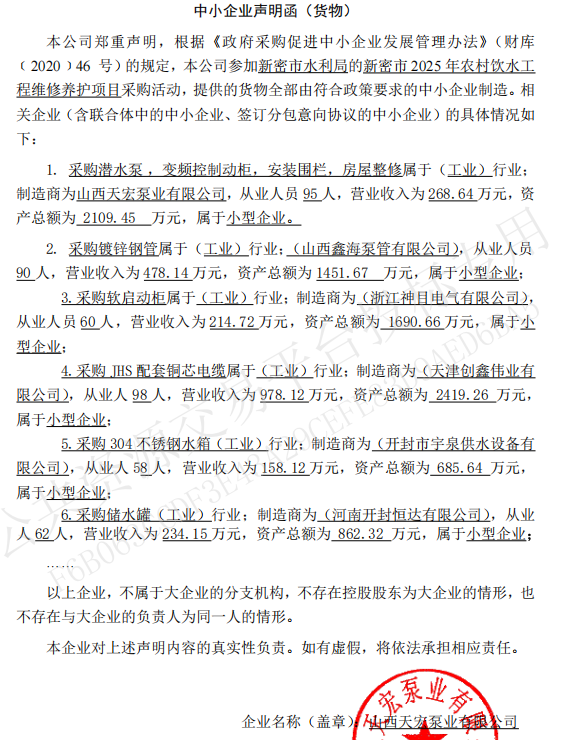 中小企业声明函（货物）
本公司郑重声明，根据《政府采购促进中小企业发展管理办法》（财库
﹝2020﹞46 号）的规定，本公司参加新密市水利局的新密市 2025 年农村饮水工
程维修养护项目采购活动，提供的货物全部由符合政策要求的中小企业制造。相
关企业（含联合体中的中小企业、签订分包意向协议的中小企业）的具体情况如
下：
1. 采购潜水泵，变频控制动柜，安装围栏，房屋整修属于（工业）行业；
制造商为山西天宏泵业有限公司，从业人员 95 人，营业收入为 268.64 万元，资
产总额为 2109.45 万元，属于小型企业。
2. 采购镀锌钢管属于（工业）行业；（山西鑫海泵管有限公司），从业人员
90 人，营业收入为 478.14 万元，资产总额为 1451.67 万元，属于小型企业；
3. 采购软启动柜属于（工业）行业；制造商为（浙江神目电气有限公司），
从业人员 60 人，营业收入为 214.72 万元，资产总额为 1690.66 万元，属于小
型企业；
4. 采购 JHS 配套铜芯电缆属于（工业）行业；制造商为（天津创鑫伟业有
限公司），从业人 98 人，营业收入为 978.12 万元，资产总额为 2419.26 万元，
属于小型企业；
5. 采购 304 不锈钢水箱（工业）行业；制造商为（开封市宇泉供水设备有
限公司），从业人 58 人，营业收入为 158.12 万元，资产总额为 685.64 万元，
属于小型企业；
6. 采购储水罐（工业）行业；制造商为（河南开封恒达有限公司），从业
人 62 人，营业收入为 234.15 万元，资产总额为 862.32 万元，属于小型企业；
……
以上企业，不属于大企业的分支机构，不存在控股股东为大企业的情形，也
不存在与大企业的负责人为同一人的情形。
本企业对上述声明内容的真实性负责。如有虚假，将依法承担相应责任。
企业名称（盖章）：山西天宏泵业有限公司
宏泵业有